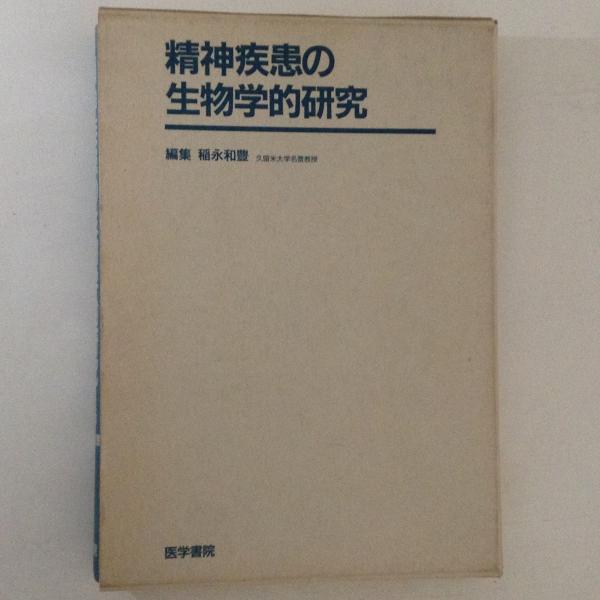 精神疾患の
生物学的研究
編集 稲永和豊 久留米大学名誉教授
医学書院